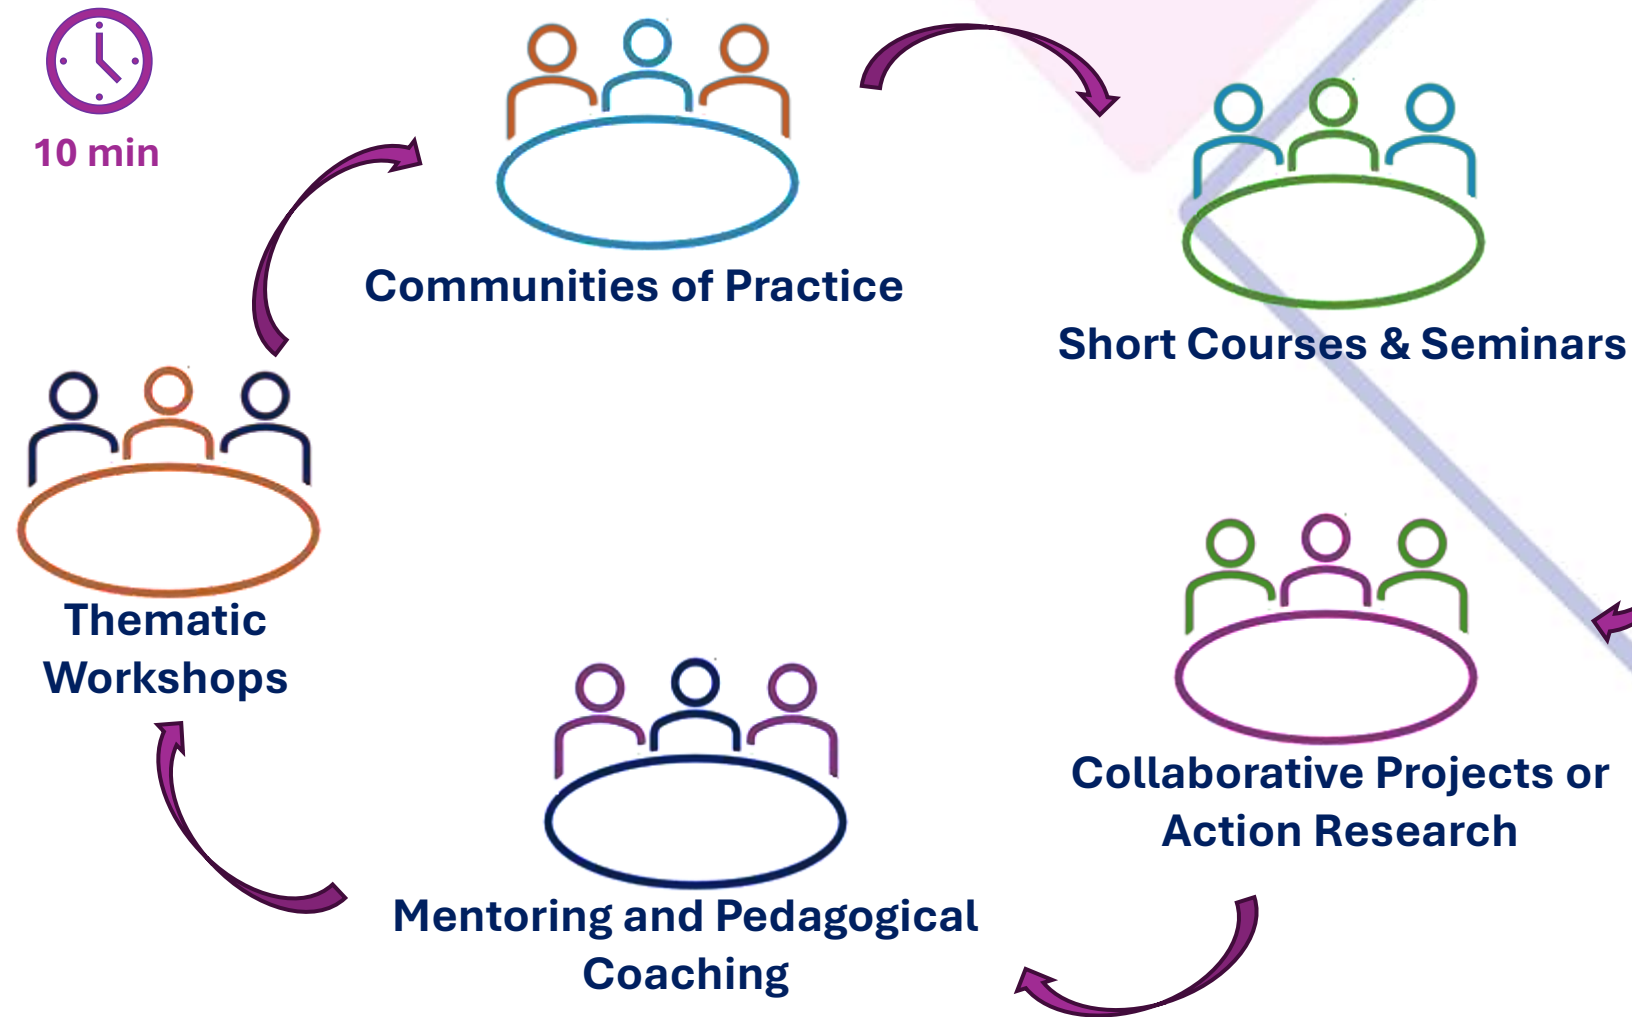 10 min
Communities of Practice
Short Courses & Seminars
Thematic
Workshops
Collaborative Projects or
Action Research
Mentoring and Pedagogical
Coaching